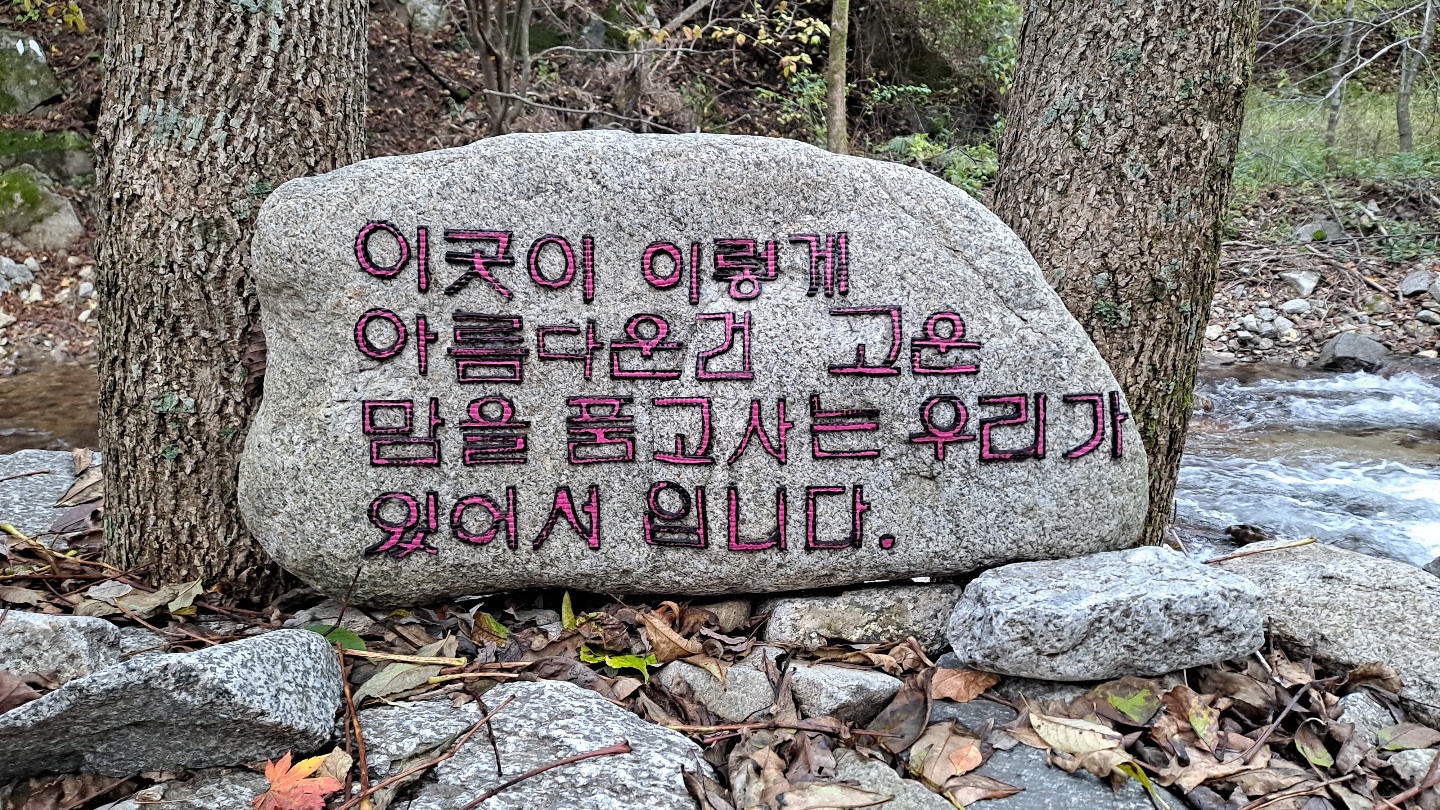 이곳이 이렇게
아름다운건 고운
맘을 품고사는 우리가
있어서 입니다.